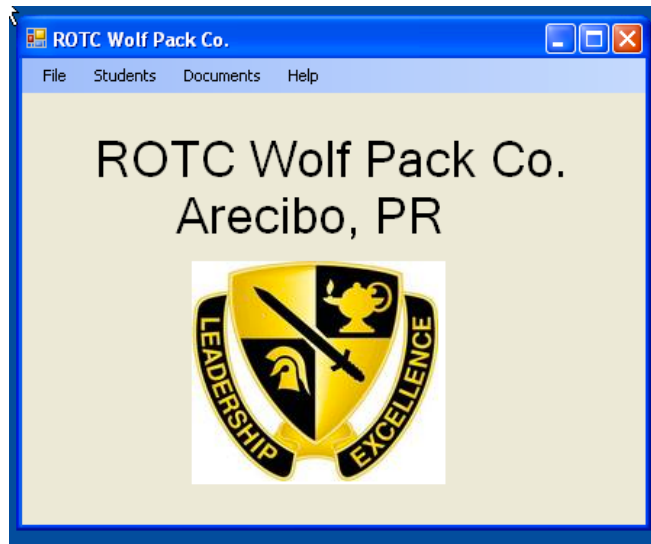 ROTC Wolf Pack Co.
File Students Documents Help
ROTC Wolf Pack Co.
Arecibo, PR
LEADERSHIP
EXCELLENCE